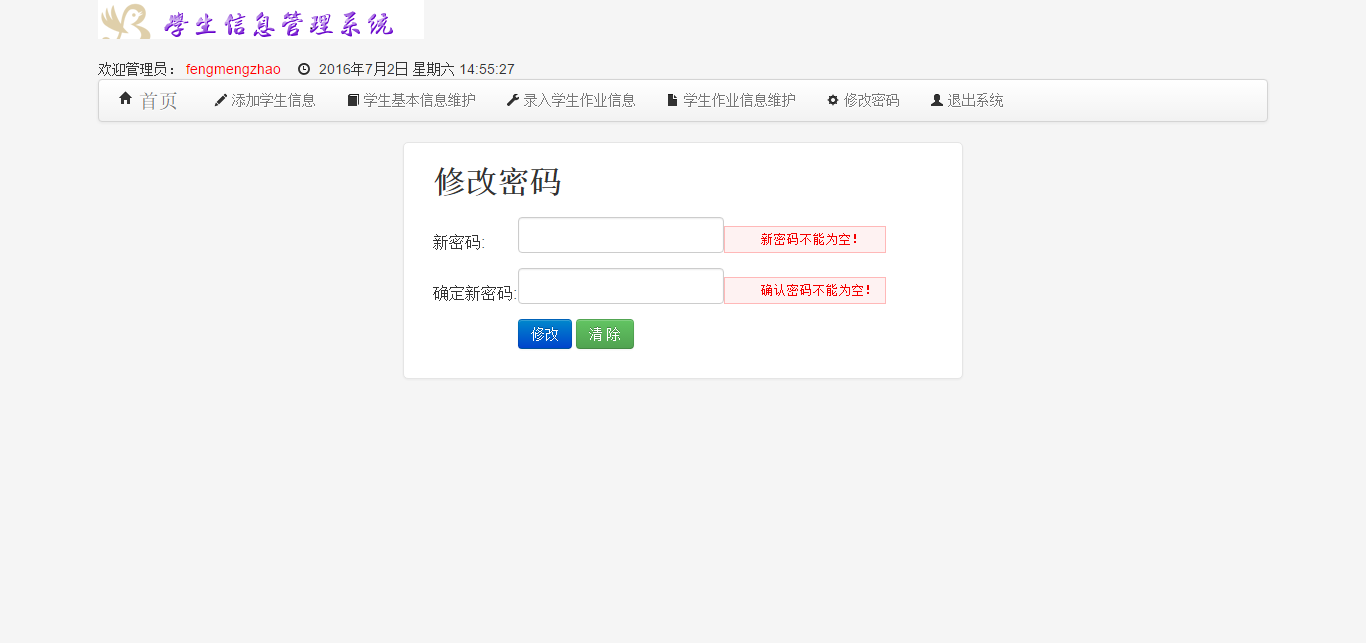 學生信息管理系统
欢迎管理员： fengmengzhao 2016年7月2日 星期六 14:55:27
首页 添加学生信息 学生基本信息维护 录入学生作业信息 学生作业信息维护 修改密码 退出系统
修改密码
新密码: 新密码不能为空！
确定新密码: 确认密码不能为空！
修改 清 除